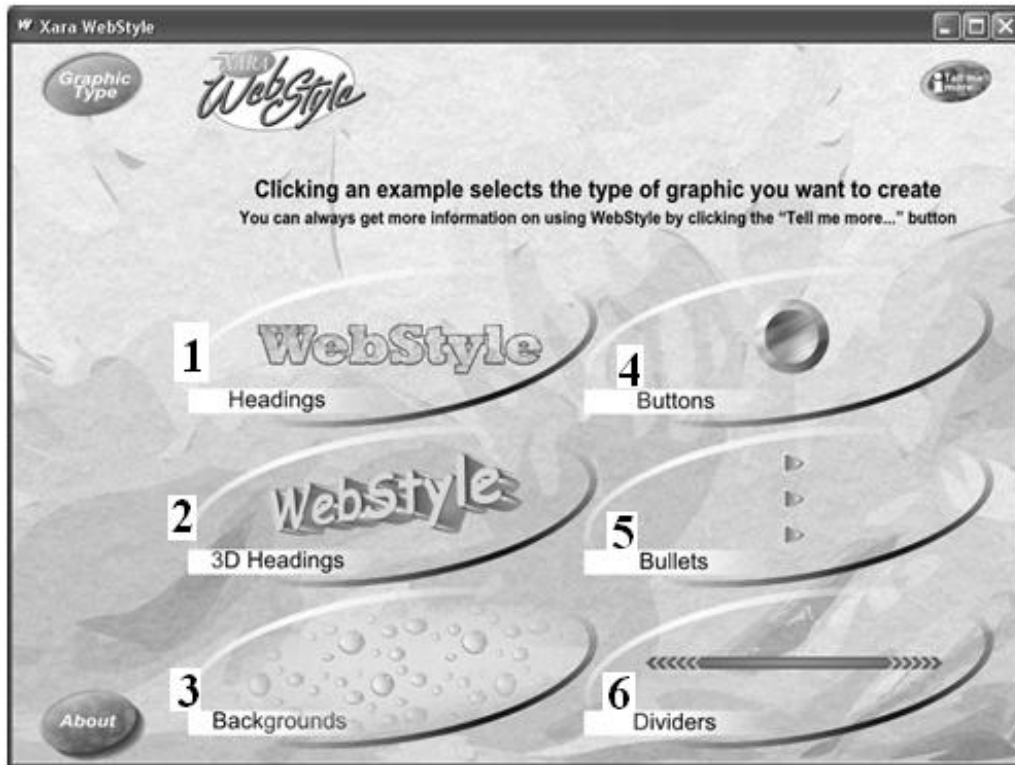 Xara WebStyle
Graphic
Type
XARA
WebStyle
i Tell me
more...
Clicking an example selects the type of graphic you want to create
You can always get more information on using WebStyle by clicking the “Tell me more...” button
1
WebStyle
Headings
4
Buttons
2
WebStyle
3D Headings
5
Bullets
3
Backgrounds
6
Dividers
About